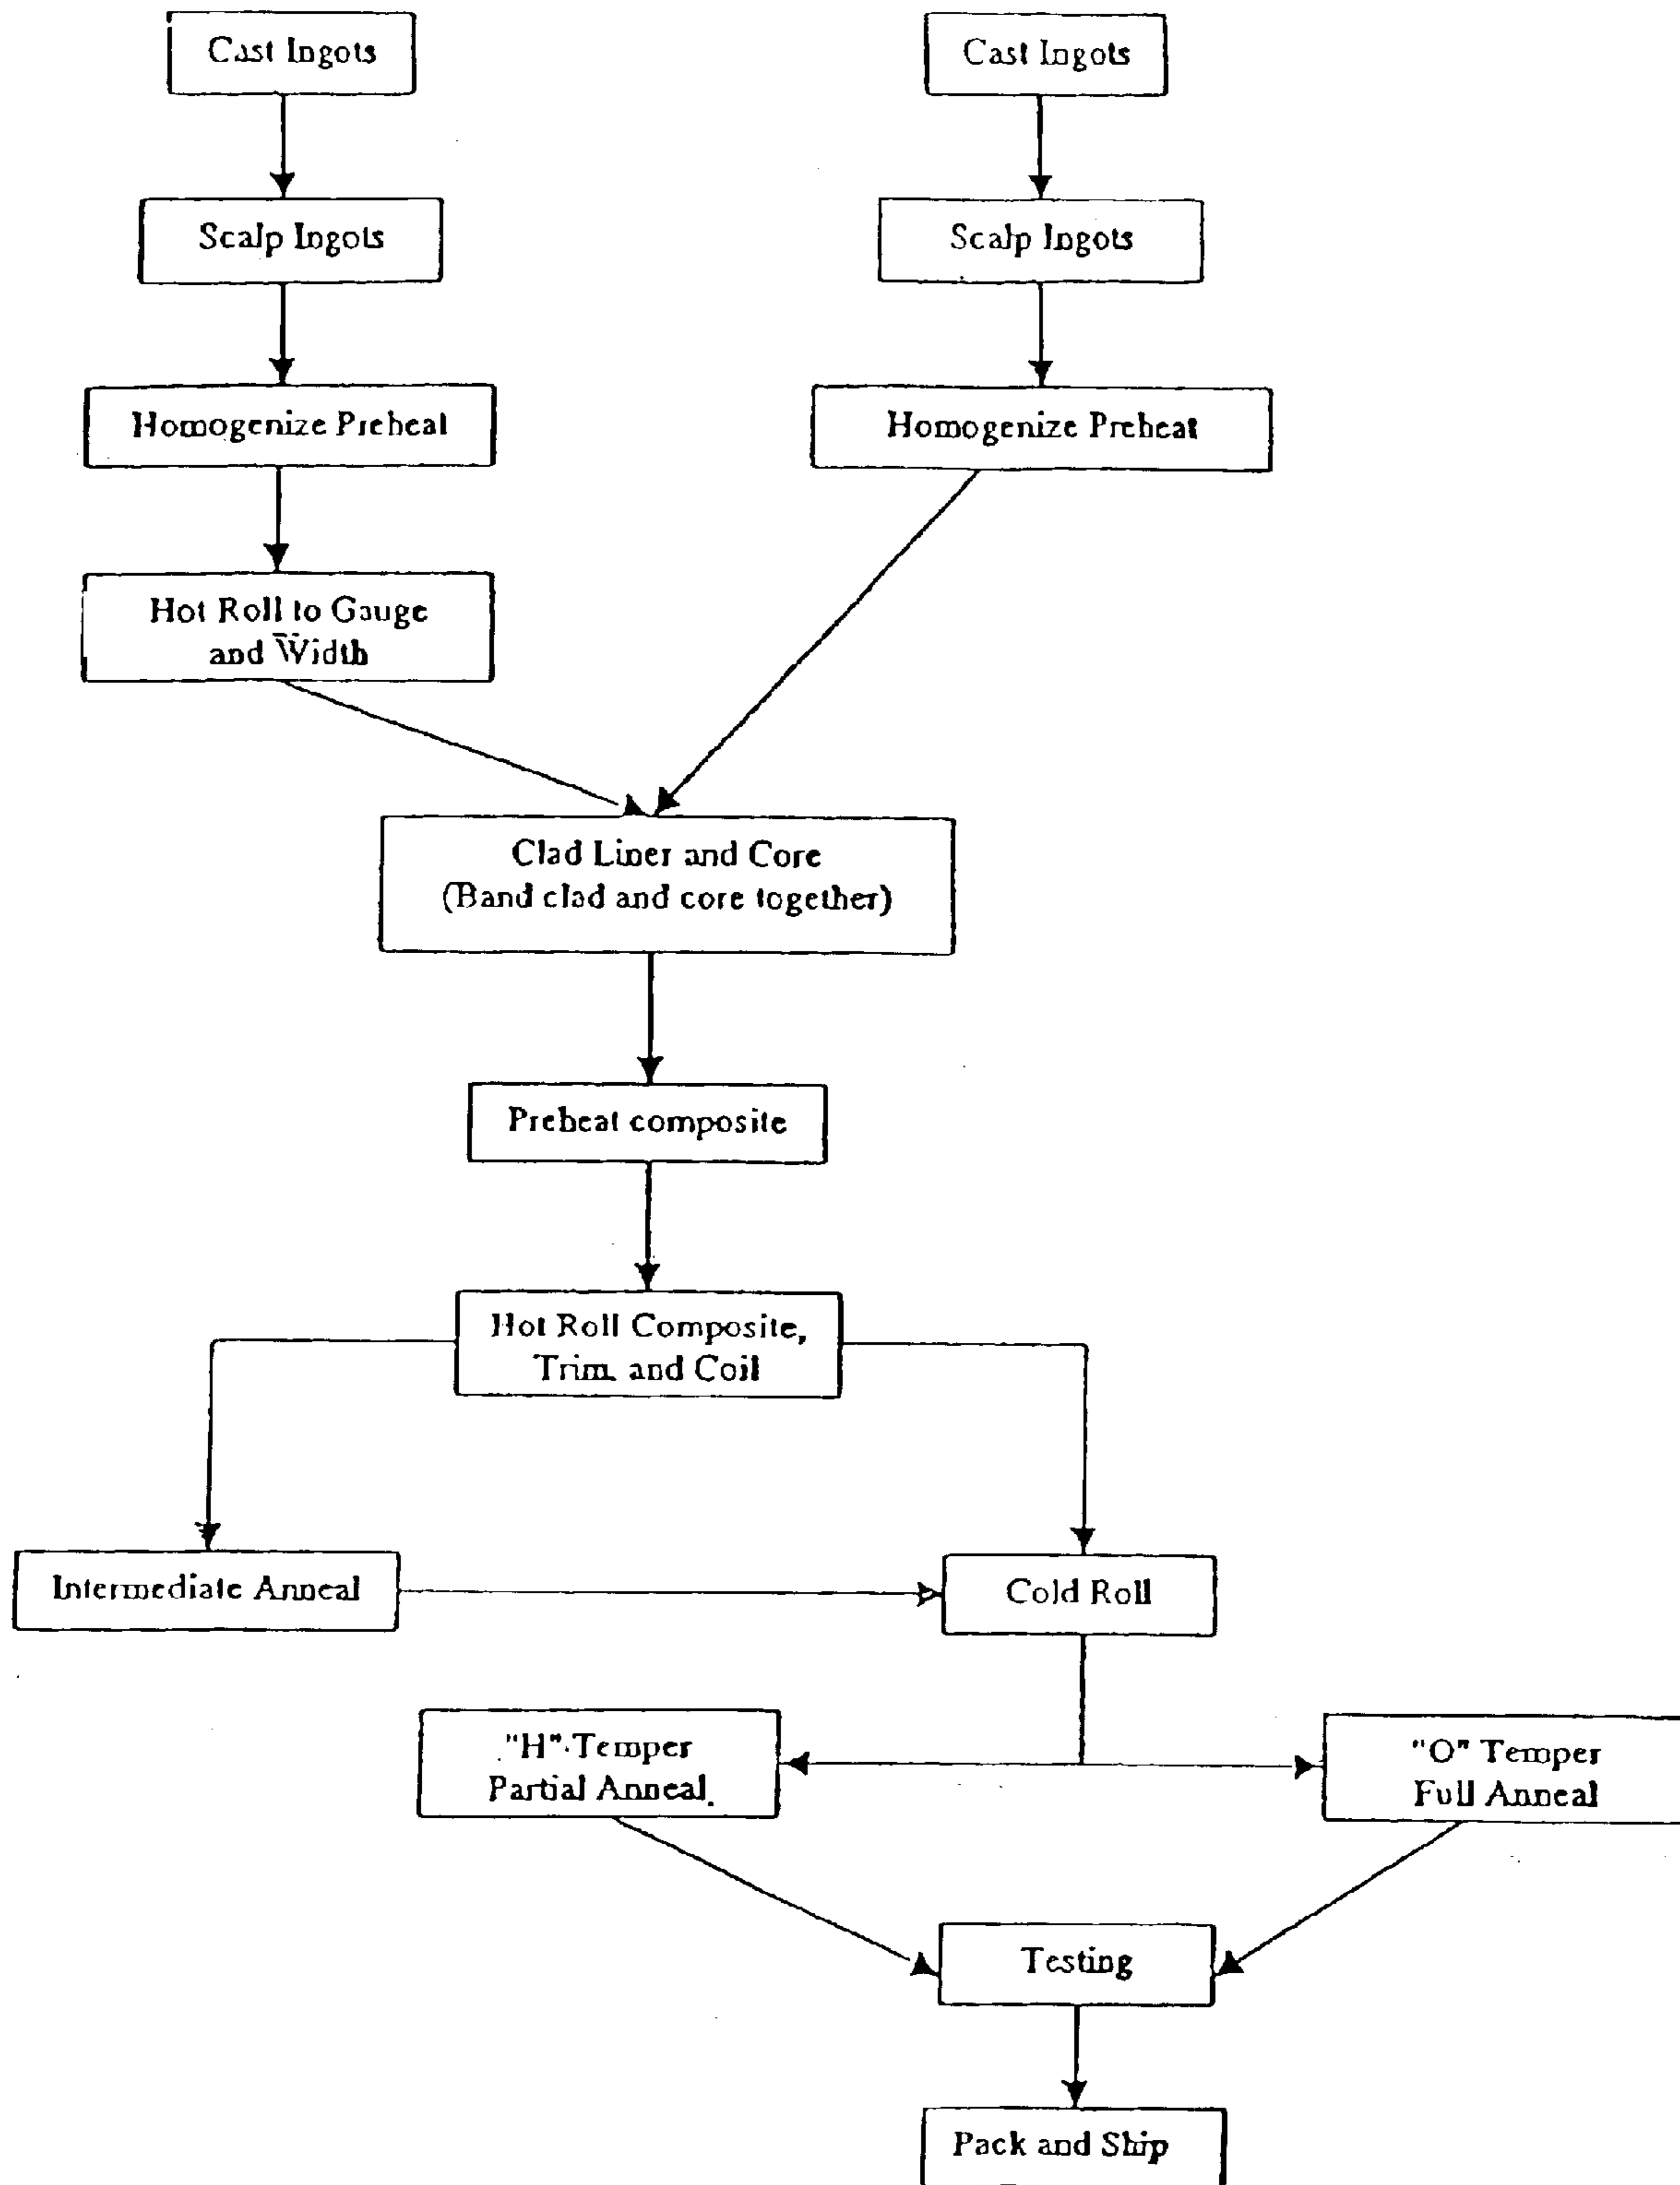 Cast Ingots
Cast Ingots
Scalp Ingots
Scalp Ingots
Homogenize Preheat
Homogenize Preheat
Hot Roll to Gauge
and Width
Clad Liner and Core
(Band clad and core together)
Preheat composite
Hot Roll Composite,
Trim, and Coil
Intermediate Anneal
Cold Roll
"H" Temper
Partial Anneal
"O" Temper
Full Anneal
Testing
Pack and Ship